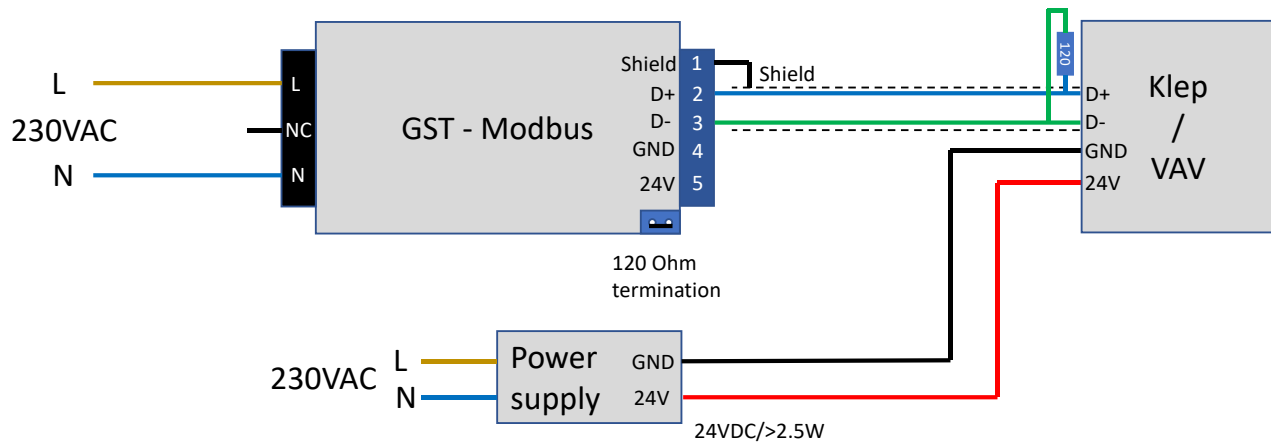 L
230VAC
N
L
NC
N
GST - Modbus
Shield
D+
D-
GND
24V
1
2
3
4
5
Shield
120 Ohm
termination
120
D+
D-
GND
24V
Klep
/
VAV
230VAC
L
N
Power
supply
GND
24V
24VDC/>2.5W